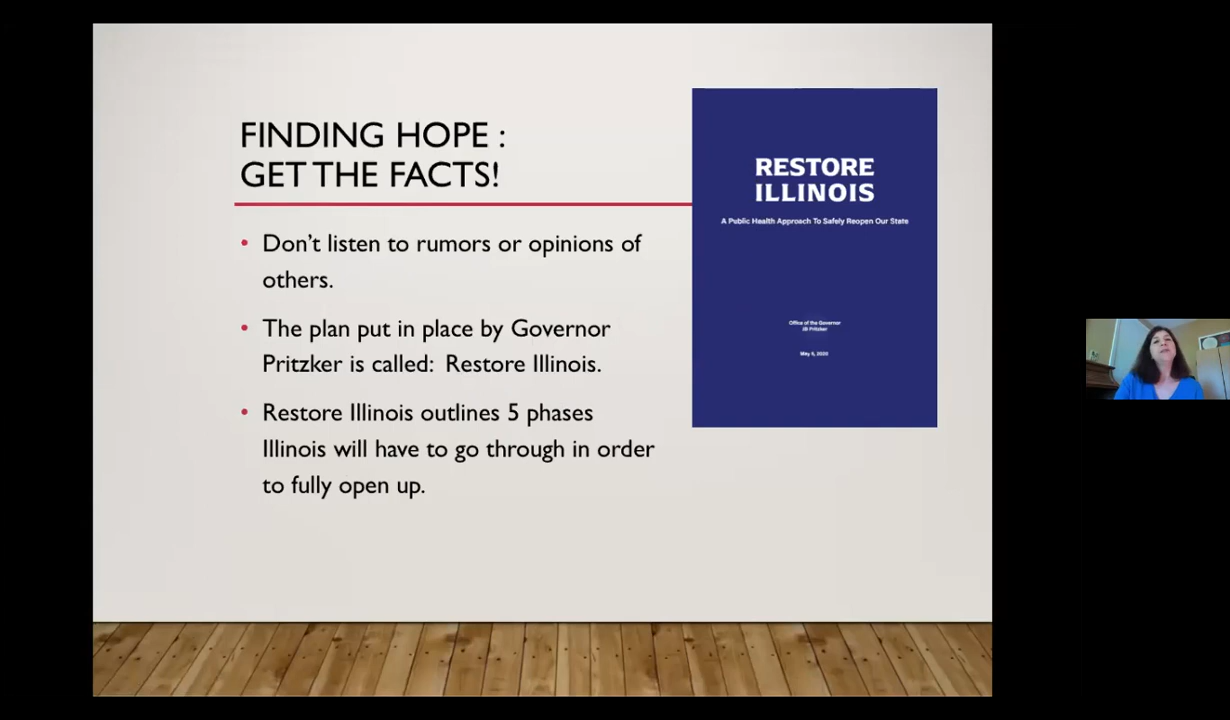 FINDING HOPE :
GET THE FACTS!
• Don't listen to rumors or opinions of
others.
• The plan put in place by Governor
Pritzker is called: Restore Illinois.
• Restore Illinois outlines 5 phases
Illinois will have to go through in order
to fully open up.
RESTORE
ILLINOIS
A Public Health Approach To Safely Reopen Our State
Office of the Governor
JB Pritzker
May 5, 2020